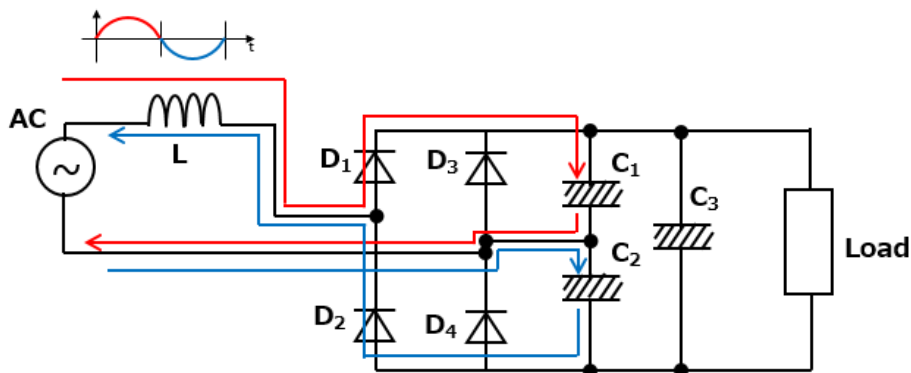 t
AC
L
D₁
D₃
C₁
C₃
Load
C₂
D₂
D₄